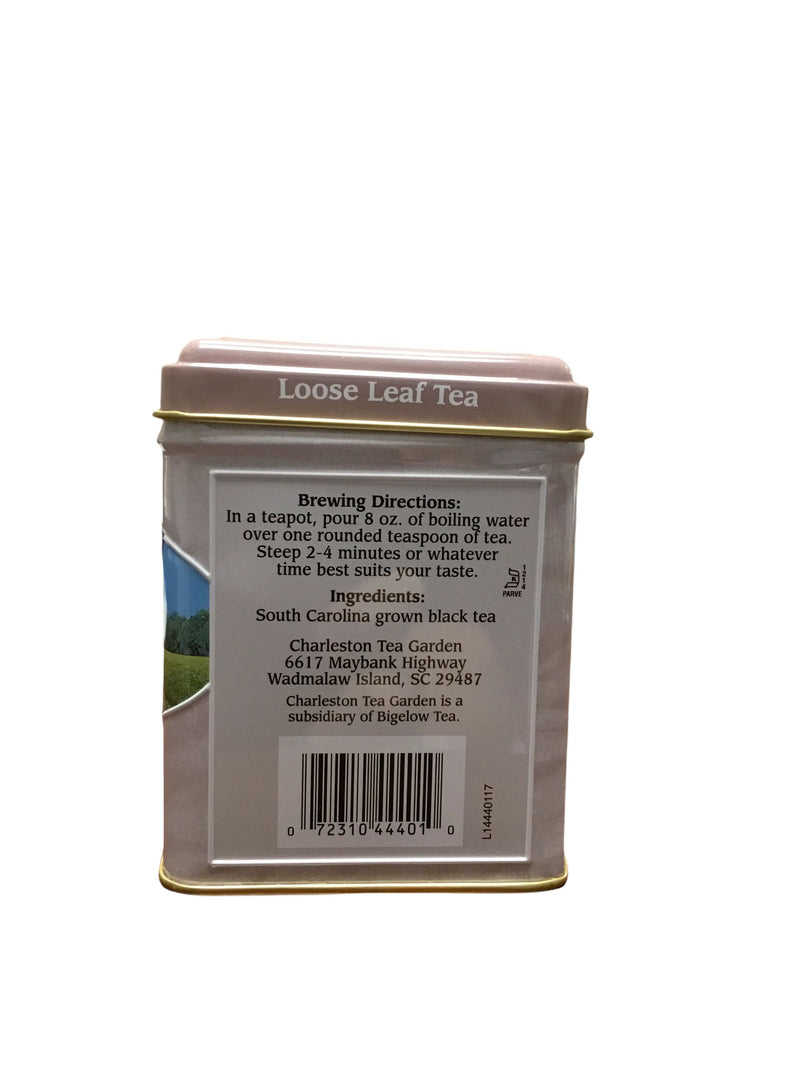 Loose Leaf Tea
Brewing Directions:
In a teapot, pour 8 oz. of boiling water
over one rounded teaspoon of tea.
Steep 2-4 minutes or whatever
time best suits your taste.
K
1214
PARVE
Ingredients:
South Carolina grown black tea
Charleston Tea Garden
6617 Maybank Highway
Wadmalaw Island, SC 29487
Charleston Tea Garden is a
subsidiary of Bigelow Tea.
0 72310 44401 0
L14440117